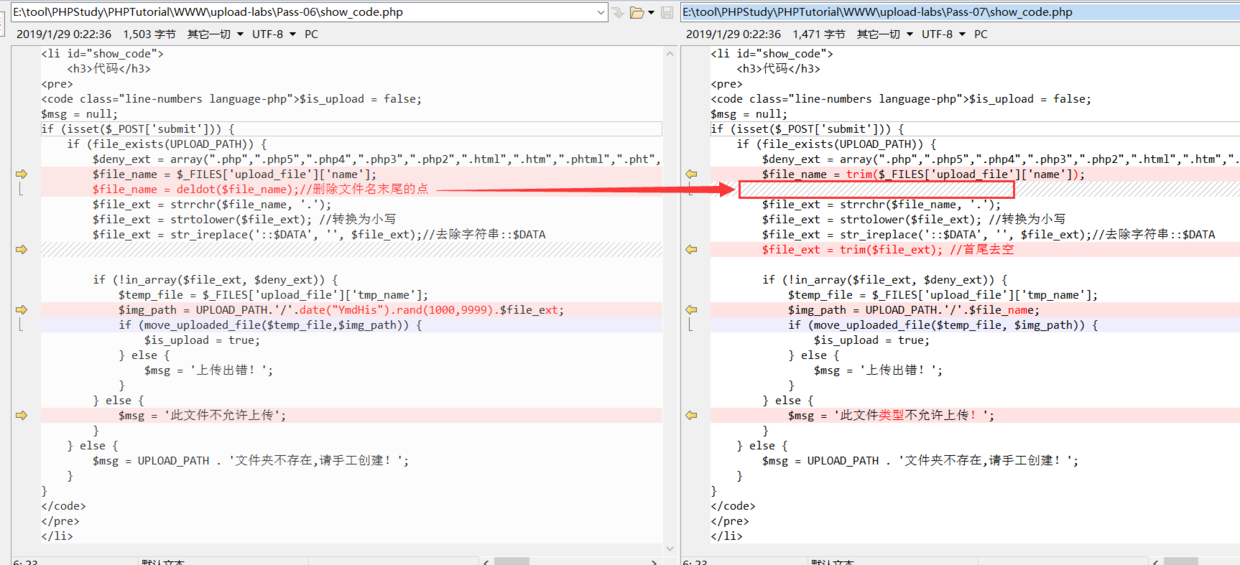 E:\tool\PHPStudy\PHPTutorial\WWW\upload-labs\Pass-06\show_code.php
2019/1/29 0:22:36 1,503 字节 其它一切 UTF-8 PC
<li id="show_code">
<h3>代码</h3>
<pre>
<code class="line-numbers language-php">$is_upload = false;
$msg = null;
if (isset($_POST['submit'])) {
if (file_exists(UPLOAD_PATH)) {
$deny_ext = array(".php",".php5",".php4",".php3",".php2",".html",".htm",".phtml",".pht",
$file_name = $_FILES['upload_file']['name'];
$file_name = deldot($file_name);//删除文件名末尾的点
$file_ext = strrchr($file_name, '.');
$file_ext = strtolower($file_ext); //转换为小写
$file_ext = str_ireplace('::$DATA', '', $file_ext);//去除字符串::$DATA
if (!in_array($file_ext, $deny_ext)) {
$temp_file = $_FILES['upload_file']['tmp_name'];
$img_path = UPLOAD_PATH.'/'.date("YmdHis").rand(1000,9999).$file_ext;
if (move_uploaded_file($temp_file,$img_path)) {
$is_upload = true;
} else {
$msg = '上传出错！';
}
} else {
$msg = '此文件不允许上传';
}
} else {
$msg = UPLOAD_PATH . '文件夹不存在,请手工创建！';
}
}
</code>
</pre>
</li>
6: 23 默认文本
E:\tool\PHPStudy\PHPTutorial\WWW\upload-labs\Pass-07\show_code.php
2019/1/29 0:22:36 1,471 字节 其它一切 UTF-8 PC
<li id="show_code">
<h3>代码</h3>
<pre>
<code class="line-numbers language-php">$is_upload = false;
$msg = null;
if (isset($_POST['submit'])) {
if (file_exists(UPLOAD_PATH)) {
$deny_ext = array(".php",".php5",".php4",".php3",".php2",".html",".htm",".
$file_name = trim($_FILES['upload_file']['name']);
$file_ext = strrchr($file_name, '.');
$file_ext = strtolower($file_ext); //转换为小写
$file_ext = str_ireplace('::$DATA', '', $file_ext);//去除字符串::$DATA
$file_ext = trim($file_ext); //首尾去空
if (!in_array($file_ext, $deny_ext)) {
$temp_file = $_FILES['upload_file']['tmp_name'];
$img_path = UPLOAD_PATH.'/'.$file_name;
if (move_uploaded_file($temp_file, $img_path)) {
$is_upload = true;
} else {
$msg = '上传出错！';
}
} else {
$msg = '此文件类型不允许上传！';
}
} else {
$msg = UPLOAD_PATH . '文件夹不存在,请手工创建！';
}
}
</code>
</pre>
</li>
6: 23 默认文本